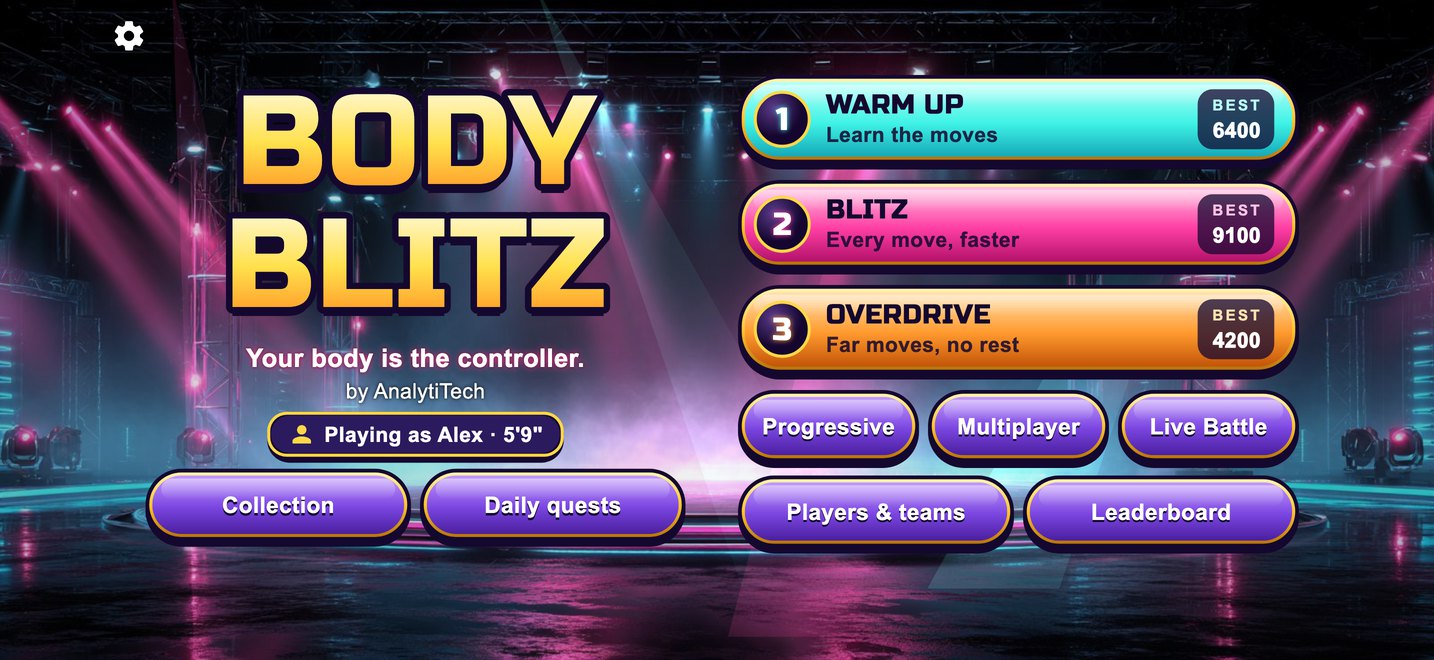 BODY
BLITZ
Your body is the controller.
by AnalytiTech
Playing as Alex · 5'9"
Collection
Daily quests
1
WARM UP
Learn the moves
BEST
6400
2
BLITZ
Every move, faster
BEST
9100
3
OVERDRIVE
Far moves, no rest
BEST
4200
Progressive
Multiplayer
Live Battle
Players & teams
Leaderboard